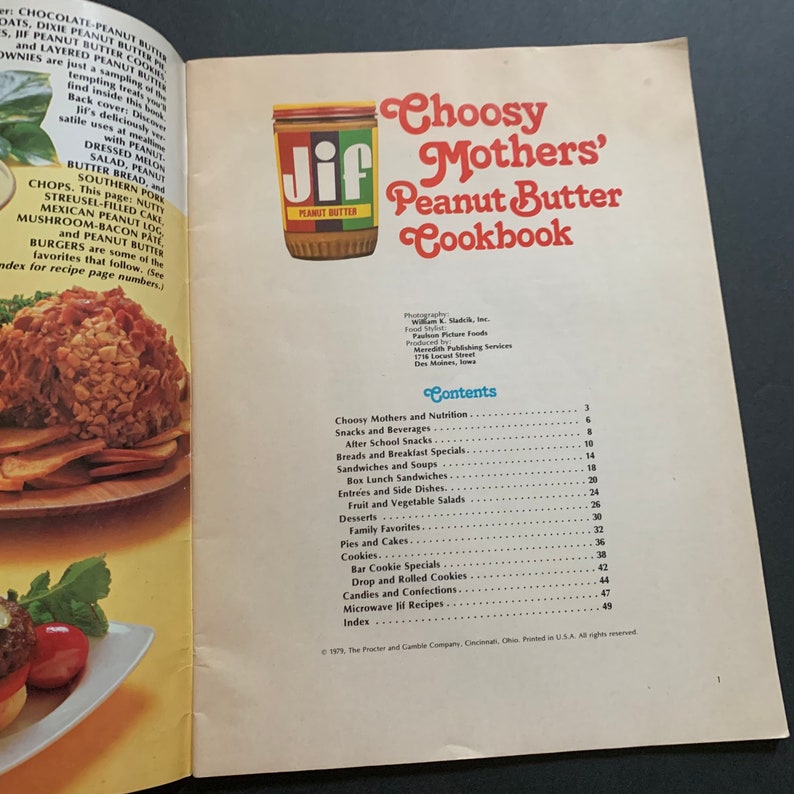 er: CHOCOLATE-PEANUT BUTTER
OATS, DIXIE PEANUT BUTTER PIE,
ES, JIF PEANUT BUTTER COOKIES,
and LAYERED PEANUT BUTTER
OWNIES are just a sampling of the
tempting treats you'll
find inside this book.
Back cover: Discover
Jif's deliciously ver-
satile uses at mealtime
with PEANUT-
DRESSED MELON
SALAD, PEANUT
BUTTER BREAD, and
SOUTHERN PORK
CHOPS. This page: NUTTY
STREUSEL-FILLED CAKE,
MEXICAN PEANUT LOG,
MUSHROOM-BACON PÂTÉ,
and PEANUT BUTTER
BURGERS are some of the
favorites that follow. (See
ndex for recipe page numbers.)
Jif
PEANUT BUTTER
Choosy
Mothers'
Peanut Butter
Cookbook
Photography:
William K. Sladcik, Inc.
Food Stylist:
Paulson Picture Foods
Produced by:
Meredith Publishing Services
1716 Locust Street
Des Moines, Iowa
Contents
Choosy Mothers and Nutrition . . . . . . . . . . . . . . . . . . 3
Snacks and Beverages . . . . . . . . . . . . . . . . . . . . . . . . 6
After School Snacks . . . . . . . . . . . . . . . . . . . . . . . 8
Breads and Breakfast Specials . . . . . . . . . . . . . . . . . . 10
Sandwiches and Soups . . . . . . . . . . . . . . . . . . . . . . 14
Box Lunch Sandwiches . . . . . . . . . . . . . . . . . . . . . 18
Entrées and Side Dishes . . . . . . . . . . . . . . . . . . . . . . 20
Fruit and Vegetable Salads . . . . . . . . . . . . . . . . . . 24
Desserts . . . . . . . . . . . . . . . . . . . . . . . . . . . . . . . . . 26
Family Favorites . . . . . . . . . . . . . . . . . . . . . . . . . . 30
Pies and Cakes . . . . . . . . . . . . . . . . . . . . . . . . . . . . 32
Cookies . . . . . . . . . . . . . . . . . . . . . . . . . . . . . . . . . . 36
Bar Cookie Specials . . . . . . . . . . . . . . . . . . . . . . . 38
Drop and Rolled Cookies . . . . . . . . . . . . . . . . . . . 42
Candies and Confections . . . . . . . . . . . . . . . . . . . . . 44
Microwave Jif Recipes . . . . . . . . . . . . . . . . . . . . . . . 47
Index . . . . . . . . . . . . . . . . . . . . . . . . . . . . . . . . . . . 49
© 1979, The Procter and Gamble Company, Cincinnati, Ohio. Printed in U.S.A. All rights reserved.
1